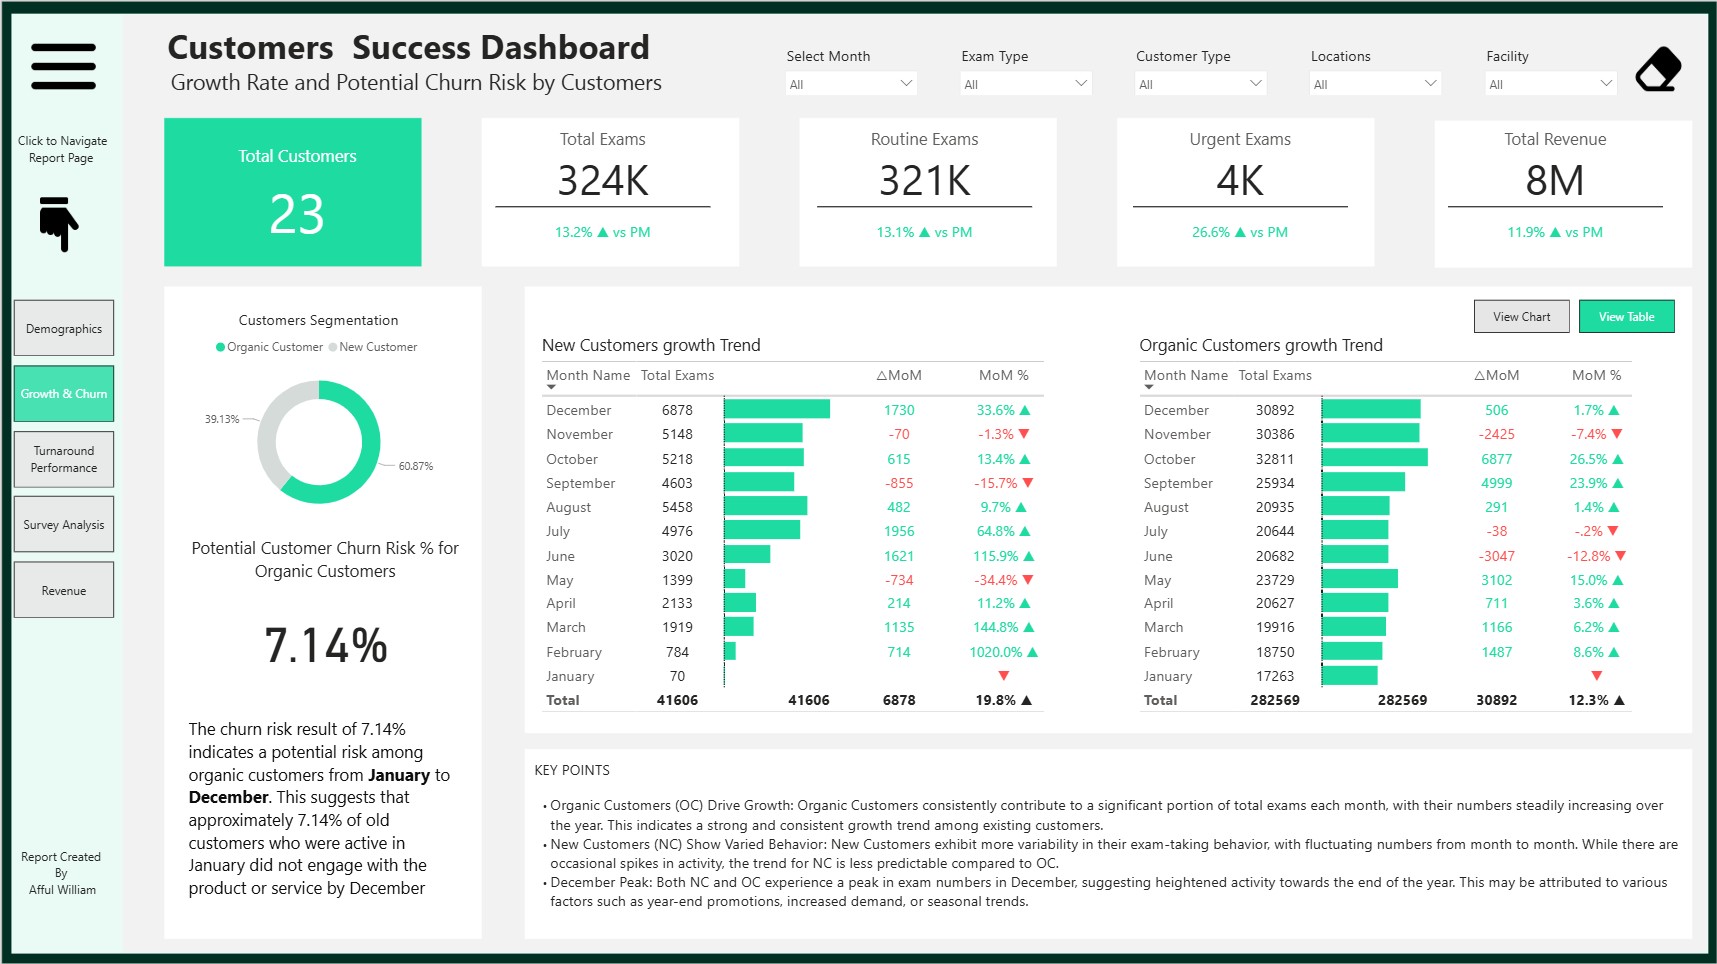 Customers  Success Dashboard
Growth Rate and Potential Churn Risk by Customers
Select Month
All
Exam Type
All
Customer Type
All
Locations
All
Facility
All
Click to Navigate
Report Page
Demographics
Growth & Churn
Turnaround
Performance
Survey Analysis
Revenue
Report Created
By
Afful William
Total Customers
23
Total Exams
324K
13.2% ▲ vs PM
Routine Exams
321K
13.1% ▲ vs PM
Urgent Exams
4K
26.6% ▲ vs PM
Total Revenue
8M
11.9% ▲ vs PM
Customers Segmentation
Organic Customer New Customer
39.13%
60.87%
Potential Customer Churn Risk % for
Organic Customers
7.14%
The churn risk result of 7.14%
indicates a potential risk among
organic customers from January to
December. This suggests that
approximately 7.14% of old
customers who were active in
January did not engage with the
product or service by December
View Chart
View Table
New Customers growth Trend
Month Name Total Exams △MoM MoM %
December 6878 1730 33.6% ▲
November 5148 -70 -1.3% ▼
October 5218 615 13.4% ▲
September 4603 -855 -15.7% ▼
August 5458 482 9.7% ▲
July 4976 1956 64.8% ▲
June 3020 1621 115.9% ▲
May 1399 -734 -34.4% ▼
April 2133 214 11.2% ▲
March 1919 1135 144.8% ▲
February 784 714 1020.0% ▲
January 70 ▼
Total 41606 41606 6878 19.8% ▲
Organic Customers growth Trend
Month Name Total Exams △MoM MoM %
December 30892 506 1.7% ▲
November 30386 -2425 -7.4% ▼
October 32811 6877 26.5% ▲
September 25934 4999 23.9% ▲
August 20935 291 1.4% ▲
July 20644 -38 -.2% ▼
June 20682 -3047 -12.8% ▼
May 23729 3102 15.0% ▲
April 20627 711 3.6% ▲
March 19916 1166 6.2% ▲
February 18750 1487 8.6% ▲
January 17263 ▼
Total 282569 282569 30892 12.3% ▲
KEY POINTS
• Organic Customers (OC) Drive Growth: Organic Customers consistently contribute to a significant portion of total exams each month, with their numbers steadily increasing over
the year. This indicates a strong and consistent growth trend among existing customers.
• New Customers (NC) Show Varied Behavior: New Customers exhibit more variability in their exam-taking behavior, with fluctuating numbers from month to month. While there are
occasional spikes in activity, the trend for NC is less predictable compared to OC.
• December Peak: Both NC and OC experience a peak in exam numbers in December, suggesting heightened activity towards the end of the year. This may be attributed to various
factors such as year-end promotions, increased demand, or seasonal trends.